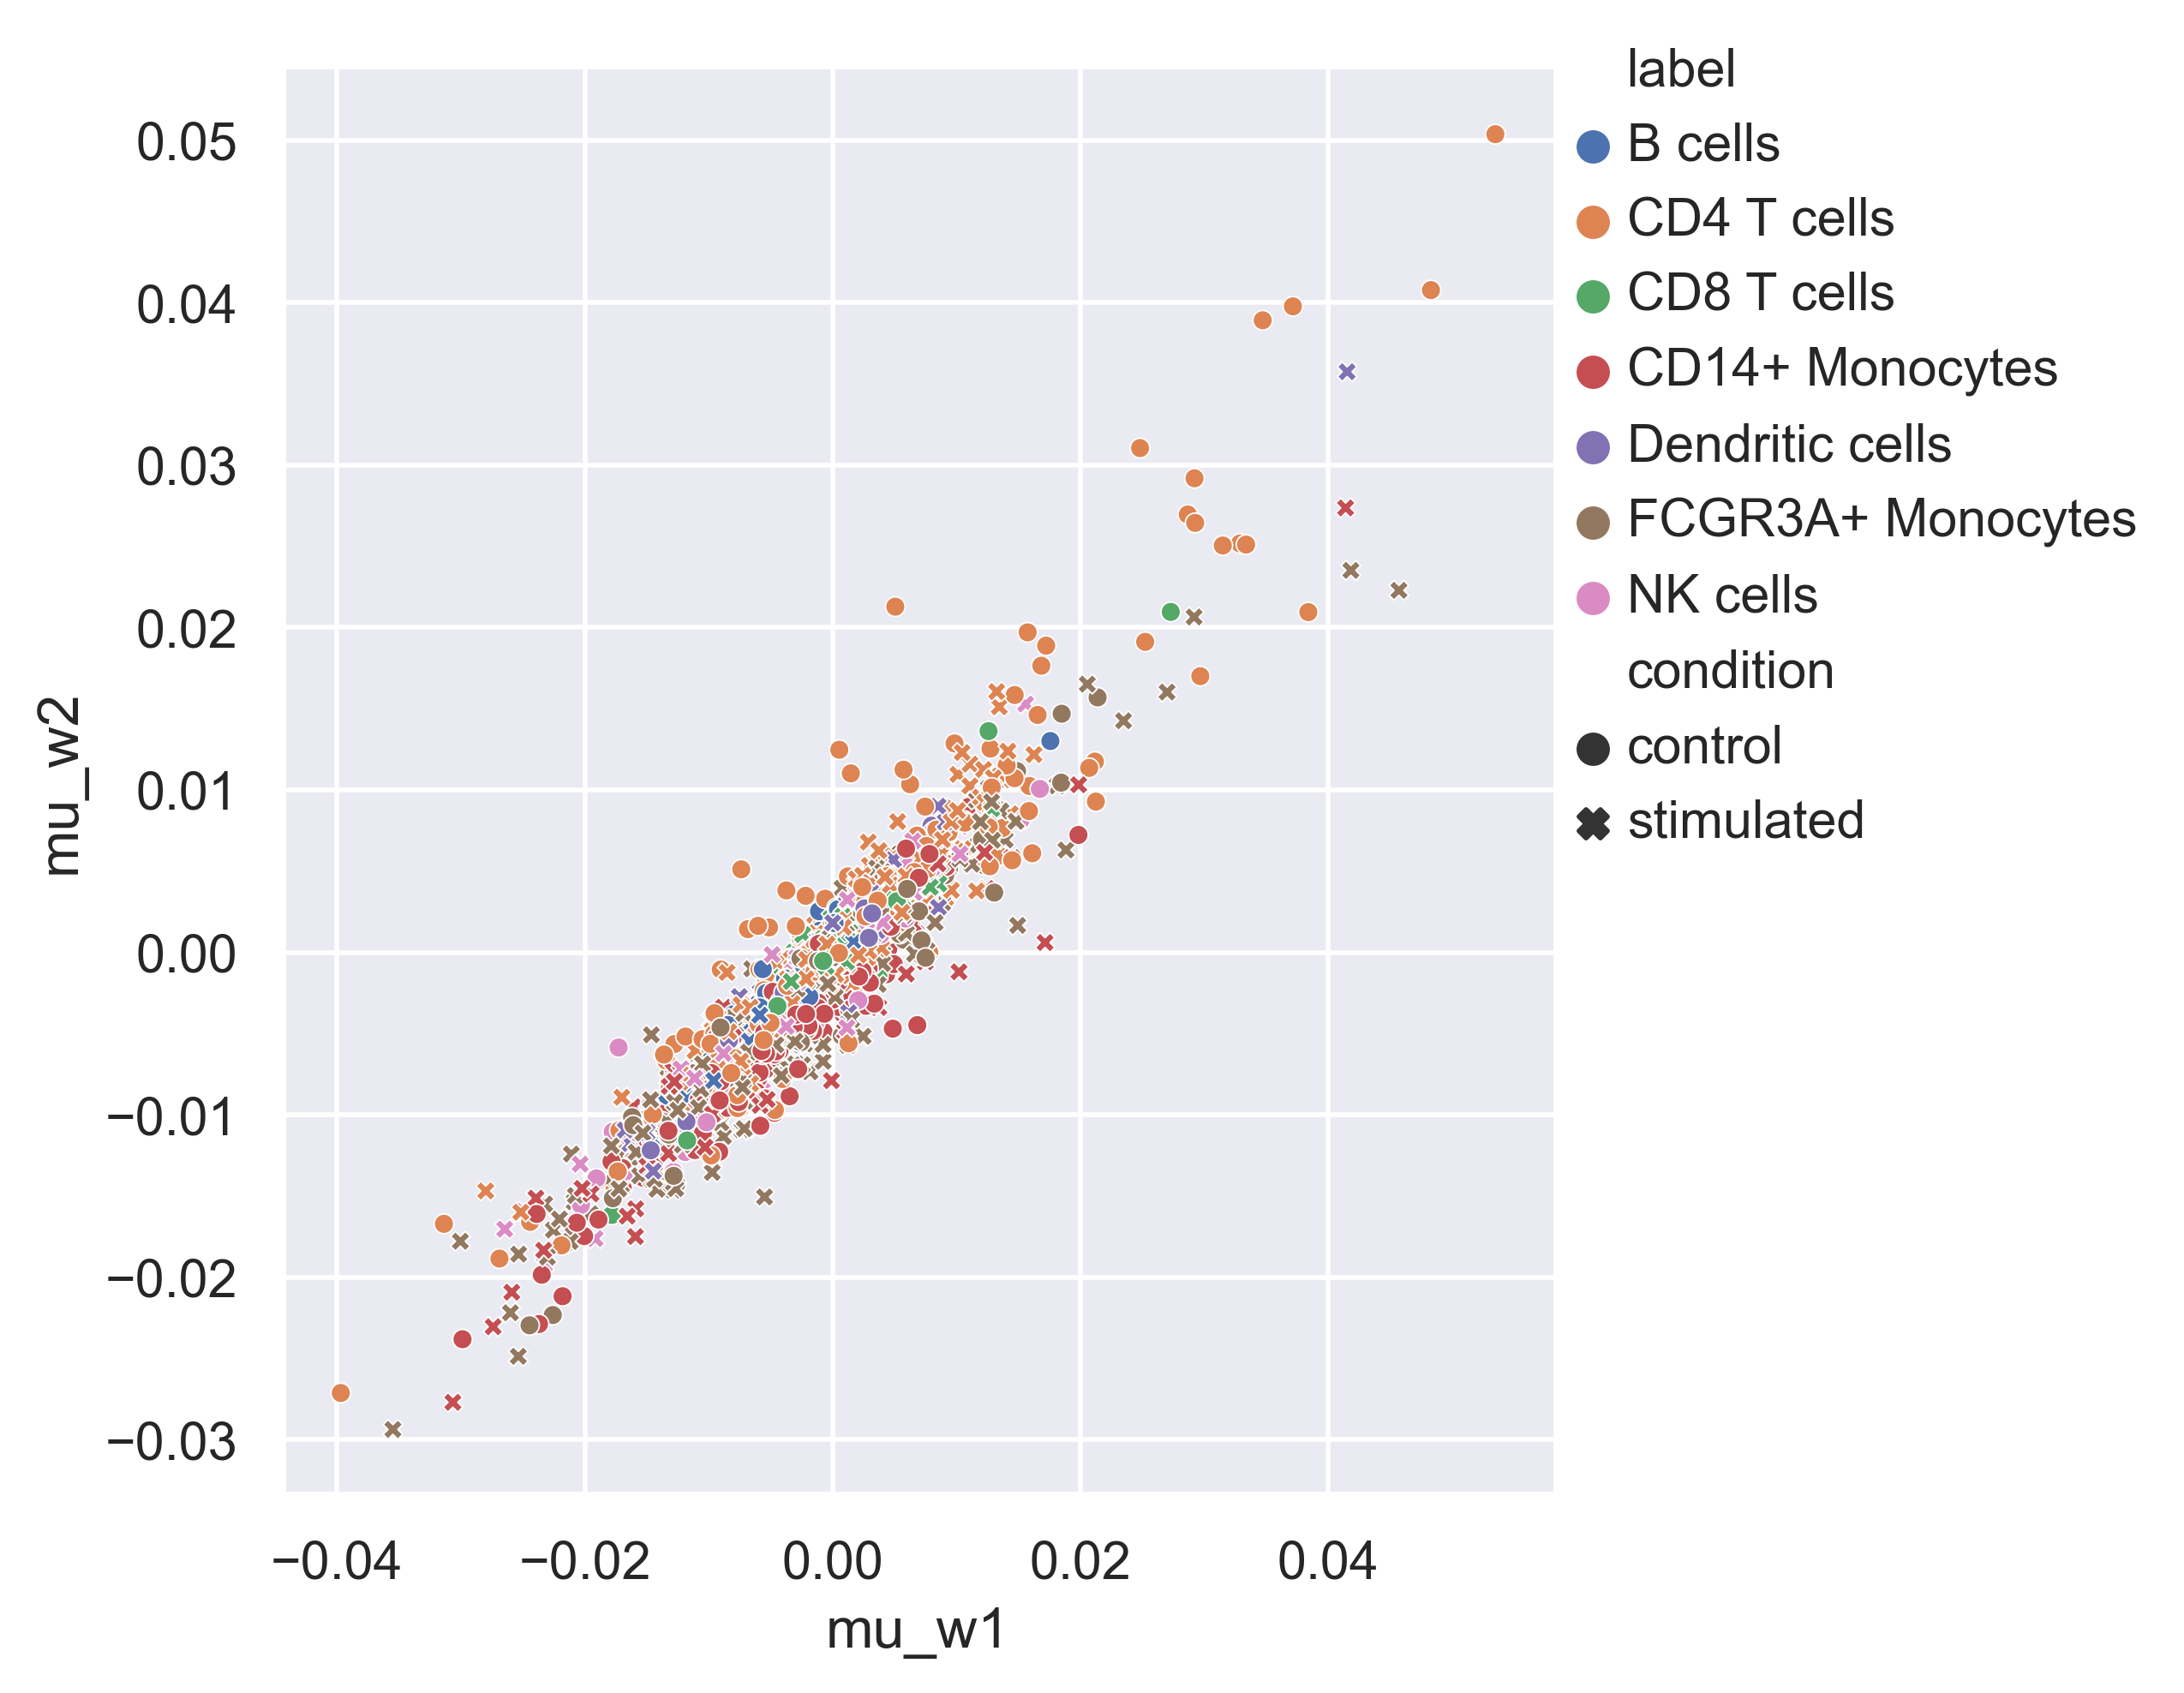 label
B cells
CD4 T cells
CD8 T cells
CD14+ Monocytes
Dendritic cells
FCGR3A+ Monocytes
NK cells
condition
control
stimulated
0.05
0.04
0.03
0.02
0.01
0.00
−0.01
−0.02
−0.03
mu_w2
−0.04 −0.02 0.00 0.02 0.04
mu_w1